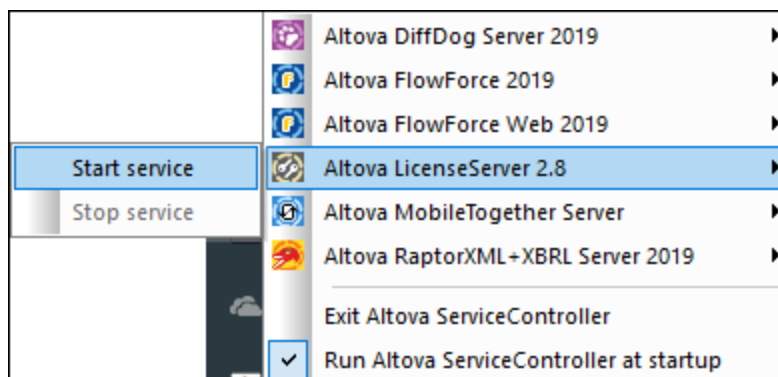 Altova DiffDog Server 2019
Altova FlowForce 2019
Altova FlowForce Web 2019
Start service
Altova LicenseServer 2.8
Stop service
Altova MobileTogether Server
Altova RaptorXML+XBRL Server 2019
Exit Altova ServiceController
Run Altova ServiceController at startup